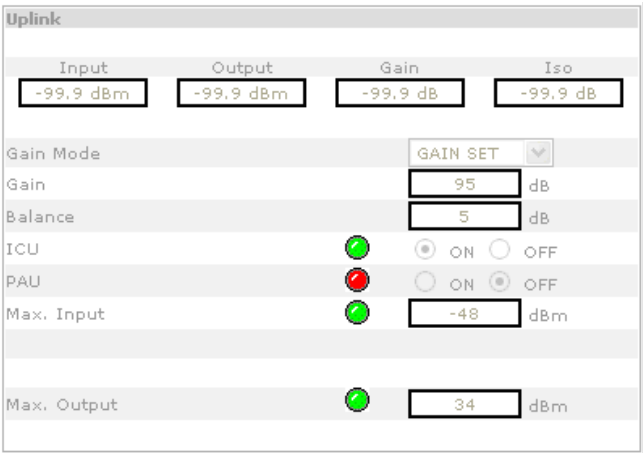 Uplink
Input Output Gain Iso
-99.9 dBm -99.9 dBm -99.9 dB -99.9 dB
Gain Mode GAIN SET
Gain 95 dB
Balance 5 dB
ICU ON OFF
PAU ON OFF
Max. Input -48 dBm
Max. Output 34 dBm